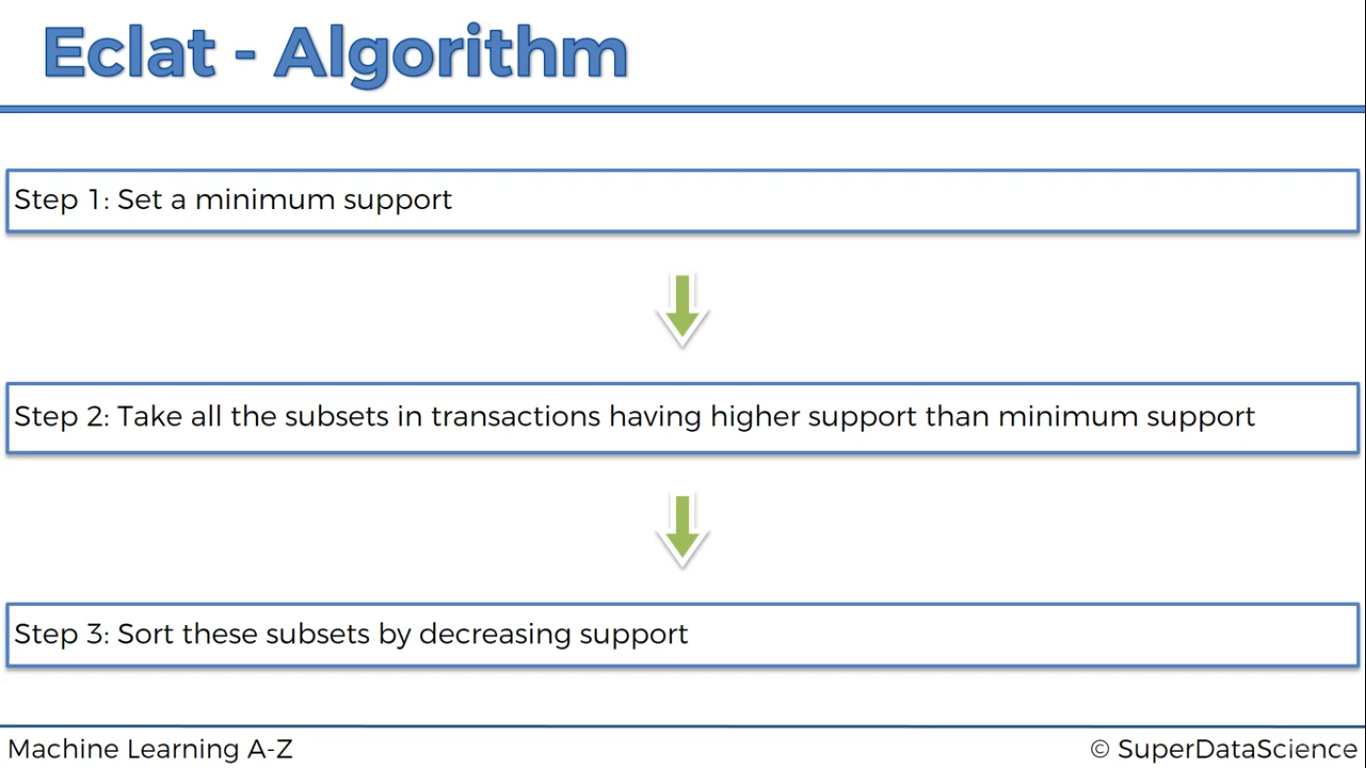 Eclat - Algorithm
Step 1: Set a minimum support
Step 2: Take all the subsets in transactions having higher support than minimum support
Step 3: Sort these subsets by decreasing support
Machine Learning A-Z
© SuperDataScience